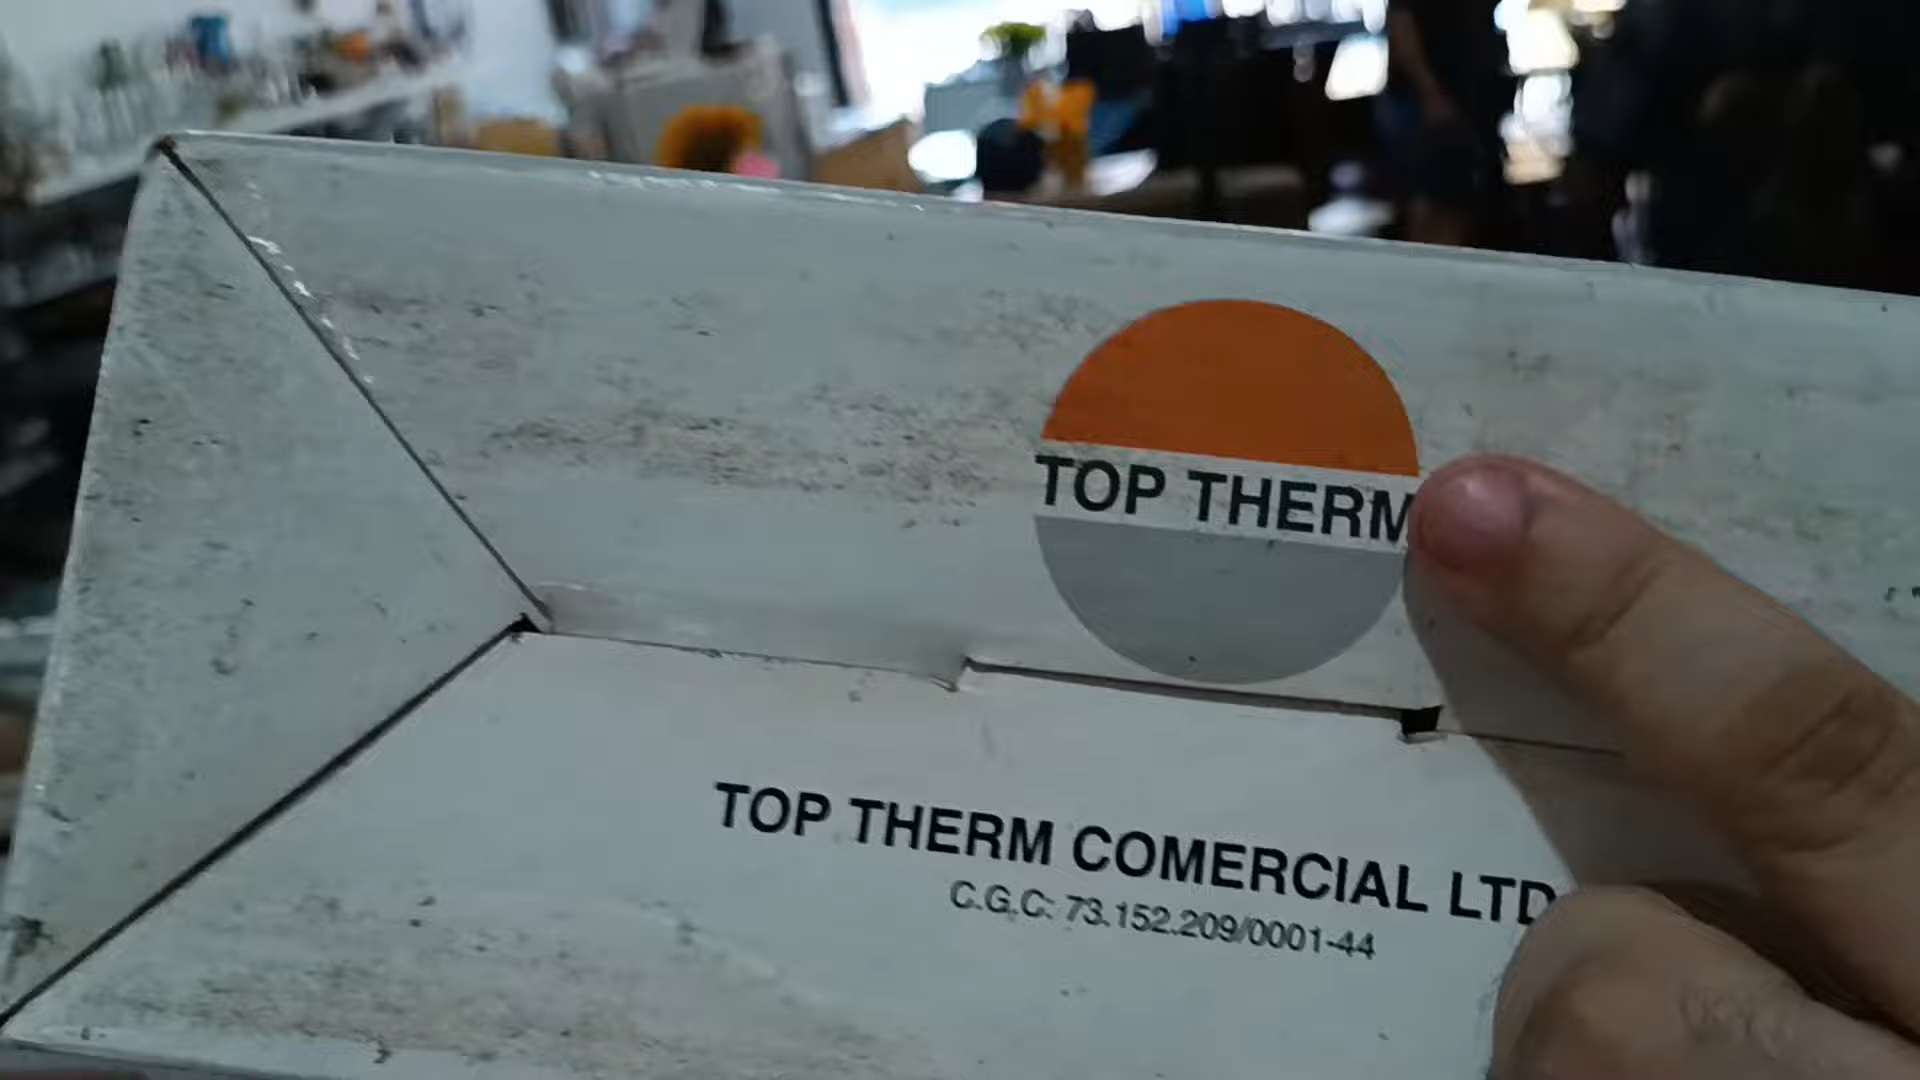 TOP THERM
TOP THERM COMERCIAL LTD
C.G.C: 73.152.209/0001-44